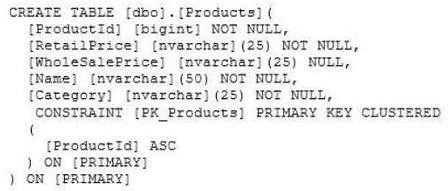 CREATE TABLE [dbo].[Products](
[ProductId] [bigint] NOT NULL,
[RetailPrice] [nvarchar](25) NOT NULL,
[WholeSalePrice] [nvarchar](25) NULL,
[Name] [nvarchar](50) NOT NULL,
[Category] [nvarchar](25) NOT NULL,
CONSTRAINT [PK_Products] PRIMARY KEY CLUSTERED
(
[ProductId] ASC
) ON [PRIMARY]
) ON [PRIMARY]